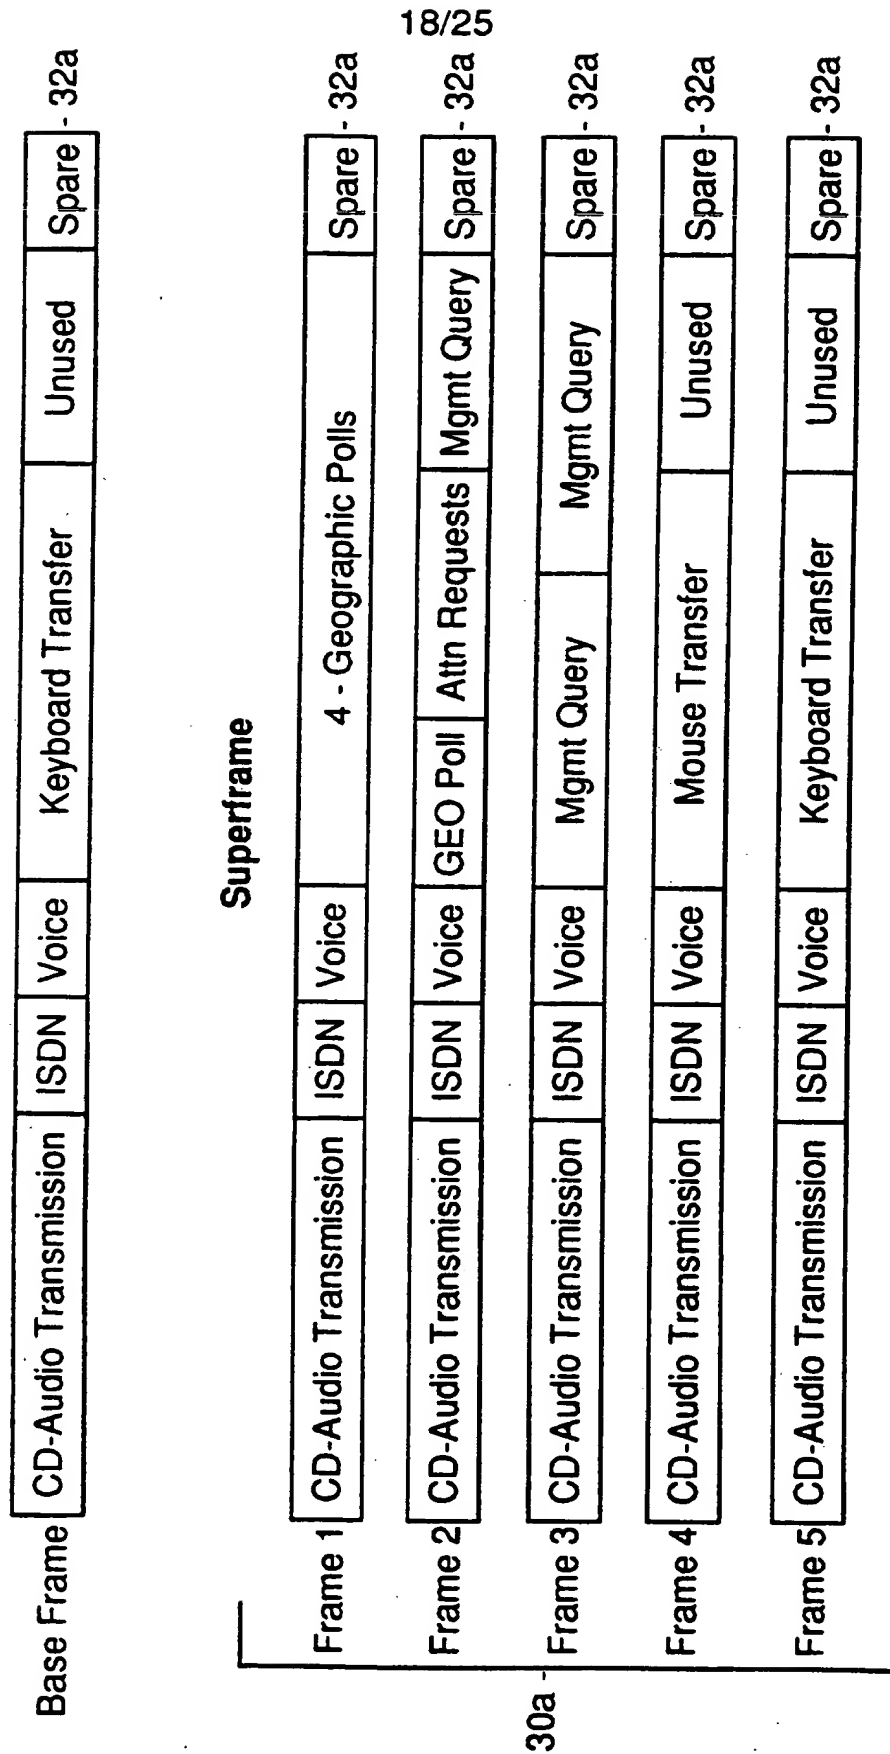 18/25
Base Frame CD-Audio Transmission ISDN Voice Keyboard Transfer Unused Spare - 32a
Superframe
Frame 1 CD-Audio Transmission ISDN Voice 4 - Geographic Polls Spare - 32a
Frame 2 CD-Audio Transmission ISDN Voice GEO Poll Attn Requests Mgmt Query Spare - 32a
30a - Frame 3 CD-Audio Transmission ISDN Voice Mgmt Query Mgmt Query Spare - 32a
Frame 4 CD-Audio Transmission ISDN Voice Mouse Transfer Unused Spare - 32a
Frame 5 CD-Audio Transmission ISDN Voice Keyboard Transfer Unused Spare - 32a